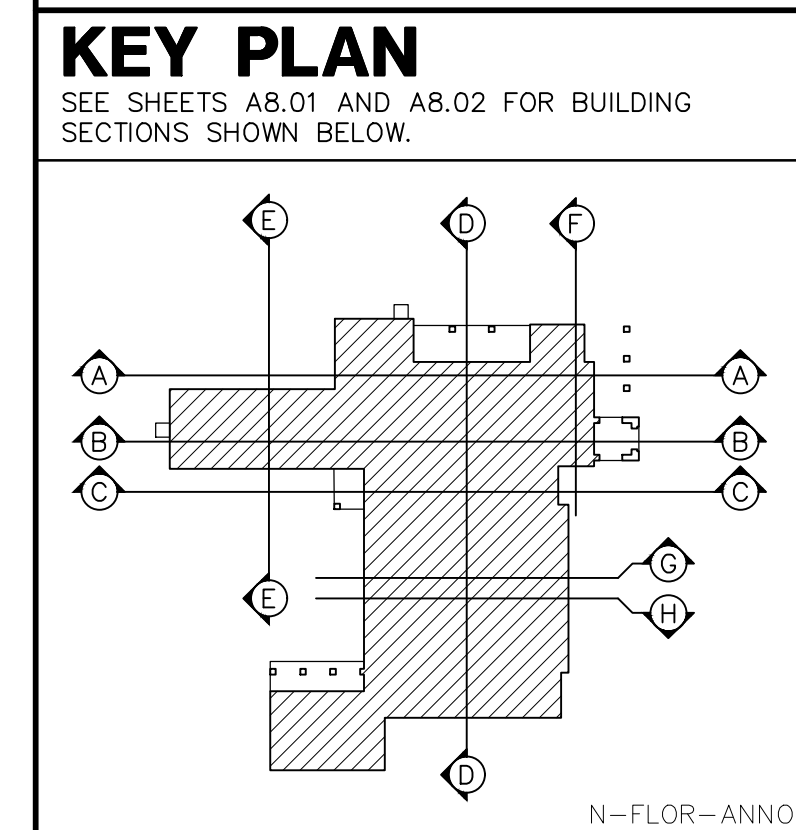 KEY PLAN
SEE SHEETS A8.01 AND A8.02 FOR BUILDING
SECTIONS SHOWN BELOW.
E D F
A A
B B
C C
G
E
H
D
N-FLOR-ANNO